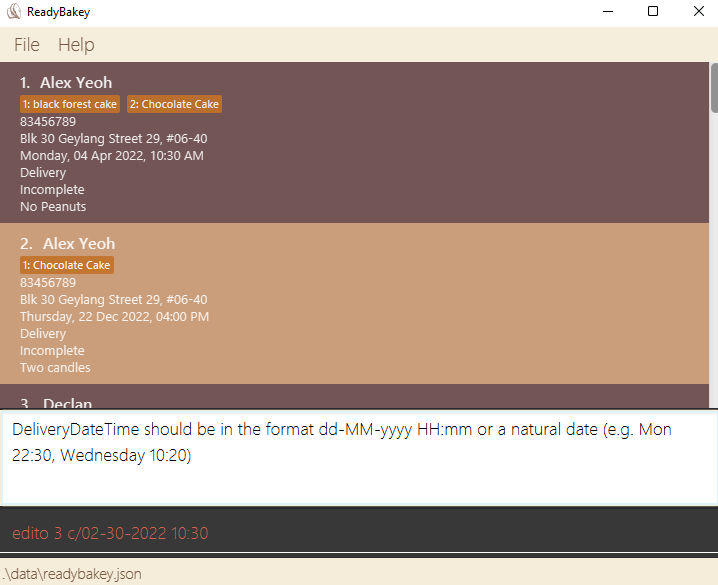 ReadyBakey
File Help
1. Alex Yeoh
1: black forest cake 2: Chocolate Cake
83456789
Blk 30 Geylang Street 29, #06-40
Monday, 04 Apr 2022, 10:30 AM
Delivery
Incomplete
No Peanuts
2. Alex Yeoh
1: Chocolate Cake
83456789
Blk 30 Geylang Street 29, #06-40
Thursday, 22 Dec 2022, 04:00 PM
Delivery
Incomplete
Two candles
3. Declan
DeliveryDateTime should be in the format dd-MM-yyyy HH:mm or a natural date (e.g. Mon
22:30, Wednesday 10:20)
edito 3 c/02-30-2022 10:30
.\data\readybakey.json